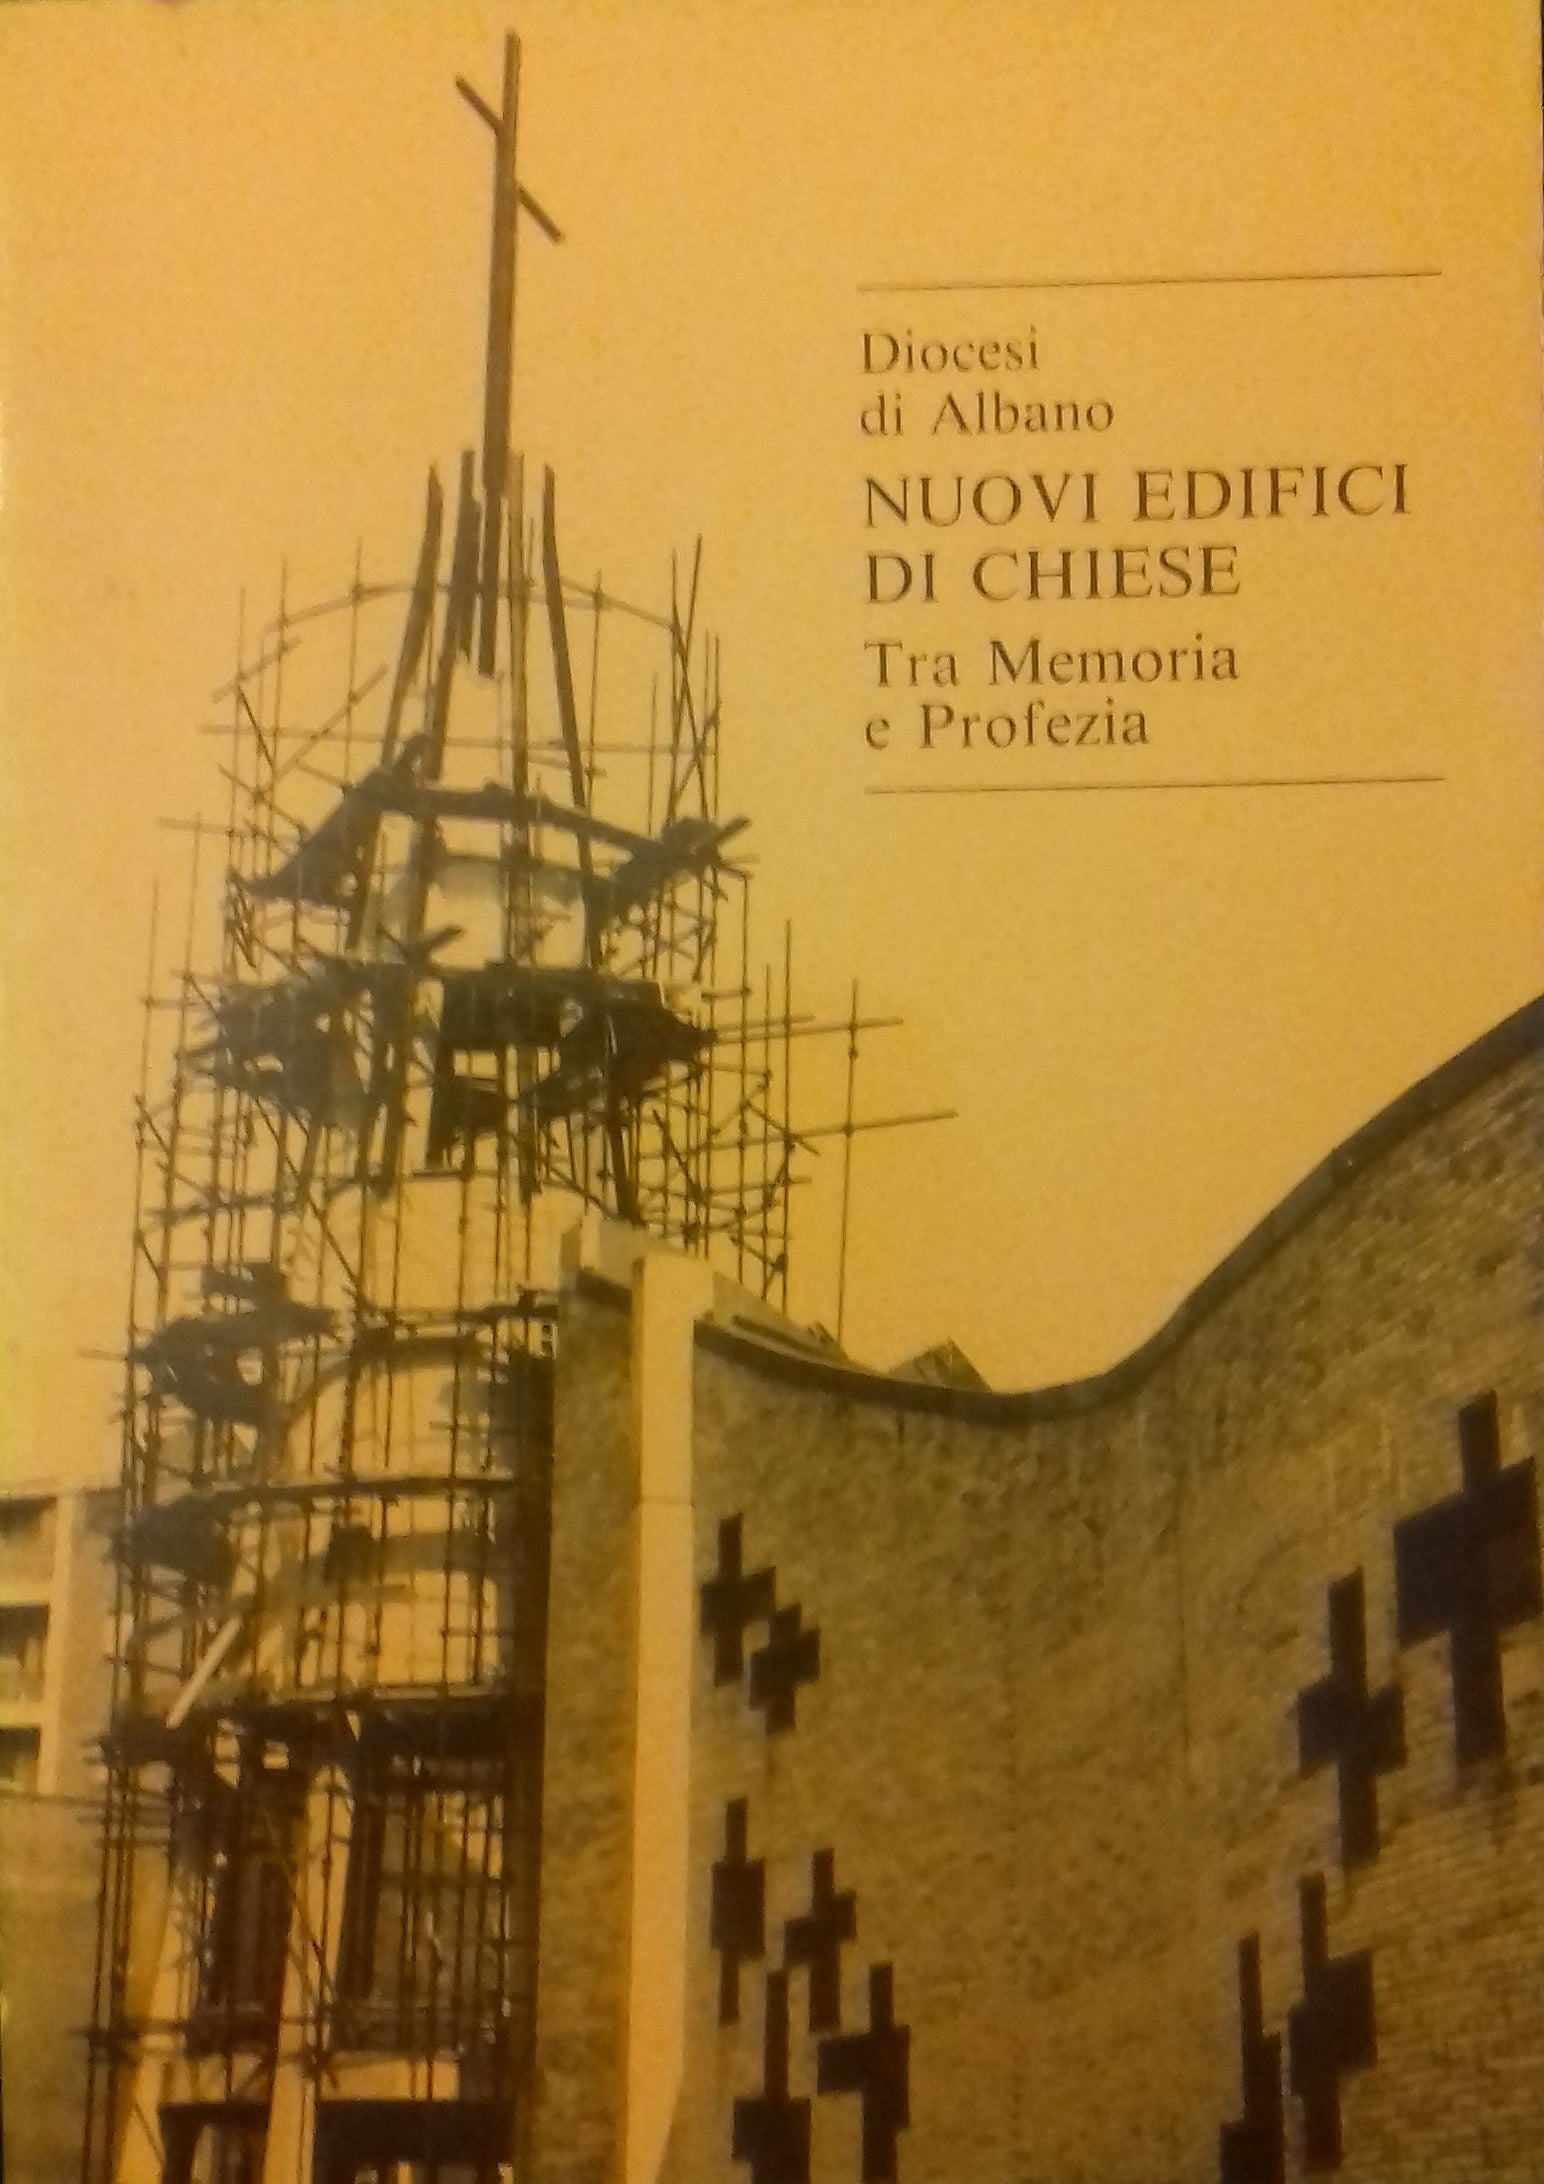 Diocesi
di Albano
NUOVI EDIFICI
DI CHIESE
Tra Memoria
e Profezia